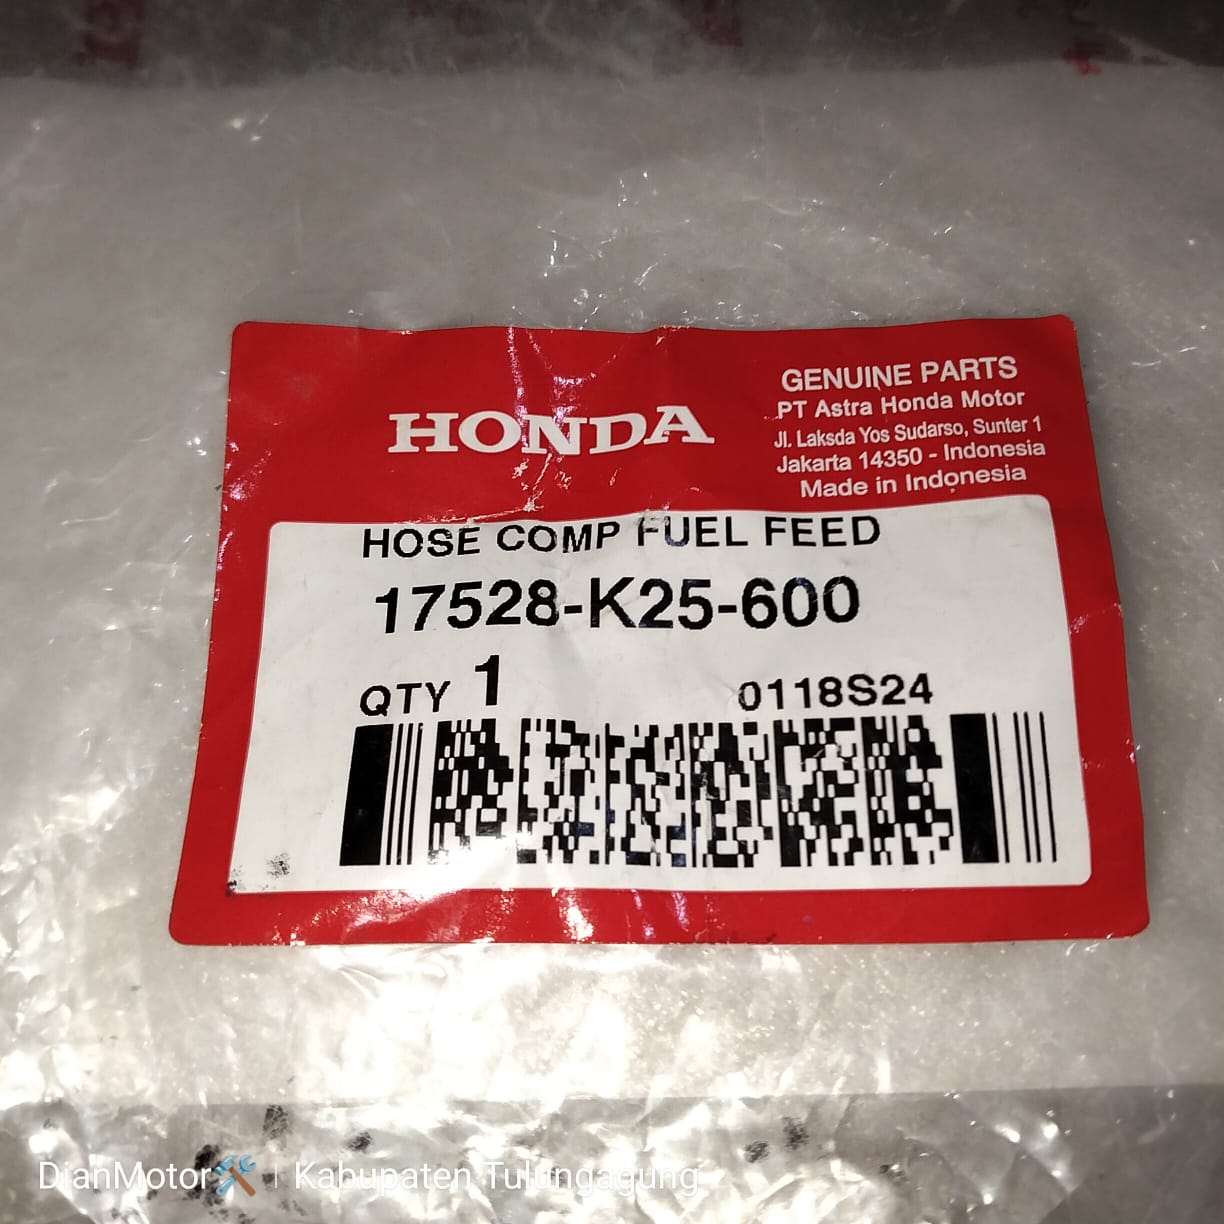 HONDA
GENUINE PARTS
PT Astra Honda Motor
Jl. Laksda Yos Sudarso, Sunter 1
Jakarta 14350 - Indonesia
Made in Indonesia
HOSE COMP FUEL FEED
17528-K25-600
QTY 1
0118S24
DianMotor🛠️ | Kabupaten Tulungagung